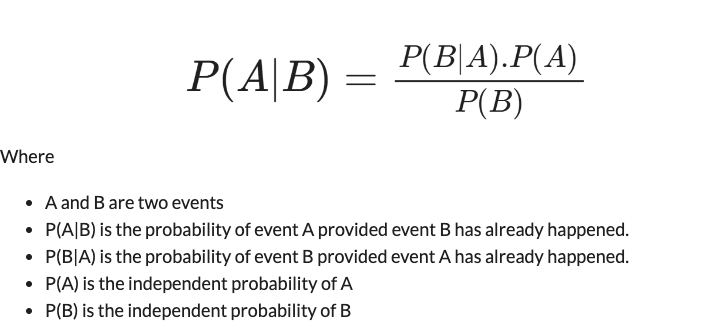 P(A|B) = P(B|A).P(A) / P(B)
Where
• A and B are two events
• P(A|B) is the probability of event A provided event B has already happened.
• P(B|A) is the probability of event B provided event A has already happened.
• P(A) is the independent probability of A
• P(B) is the independent probability of B